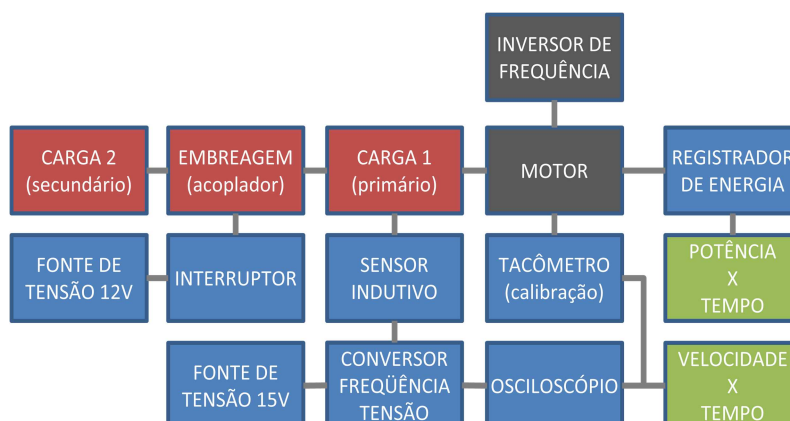 INVERSOR DE
FREQUÊNCIA
CARGA 2
(secundário)
EMBREAGEM
(acoplador)
CARGA 1
(primário)
MOTOR
REGISTRADOR
DE ENERGIA
FONTE DE
TENSÃO 12V
INTERRUPTOR
SENSOR
INDUTIVO
TACÔMETRO
(calibração)
POTÊNCIA
X
TEMPO
FONTE DE
TENSÃO 15V
CONVERSOR
FREQÜÊNCIA
TENSÃO
OSCILOSCÓPIO
VELOCIDADE
X
TEMPO